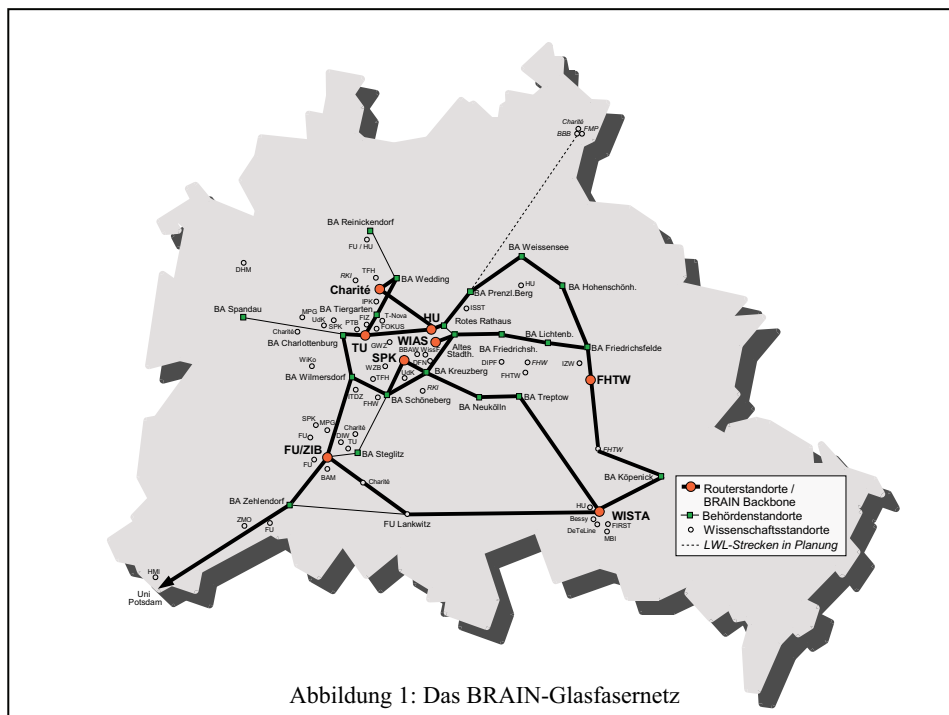 Charité
BBB
FMP
BA Reinickendorf
FU / HU
BA Weissensee
DHM
RKI
TFH
BA Wedding
Charité
BA Prenzl.Berg
HU
BA Hohenschönh.
IPK
BA Spandau
MPG
UdK
SPK
BA Tiergarten
FIZ
PTB
T-Nova
FOKUS
HU
ISST
Rotes Rathaus
Charité
BA Charlottenburg
TU
GWZ
WIAS
BBAW
WissR
Altes
Stadth.
BA Friedrichsh.
BA Lichtenb.
BA Friedrichsfelde
WiKo
SPK
WZB
DFN
DIPF
FHW
IZW
BA Wilmersdorf
TFH
UdK
BA Kreuzberg
FHTW
FHTW
ITDZ
FHW
RKI
BA Schöneberg
BA Neukölln
BA Treptow
SPK
MPG
FU
Charité
DIW
TU
FU/ZIB
BA Steglitz
FHTW
FU
BAM
Charité
BA Köpenick
BA Zehlendorf
FU Lankwitz
HU
WISTA
Bessy
FIRST
DeTeLine
MBI
ZMO
FU
HMI
Uni
Potsdam
Routerstandorte /
BRAIN Backbone
Behördenstandorte
Wissenschaftsstandorte
LWL-Strecken in Planung
Abbildung 1: Das BRAIN-Glasfasernetz